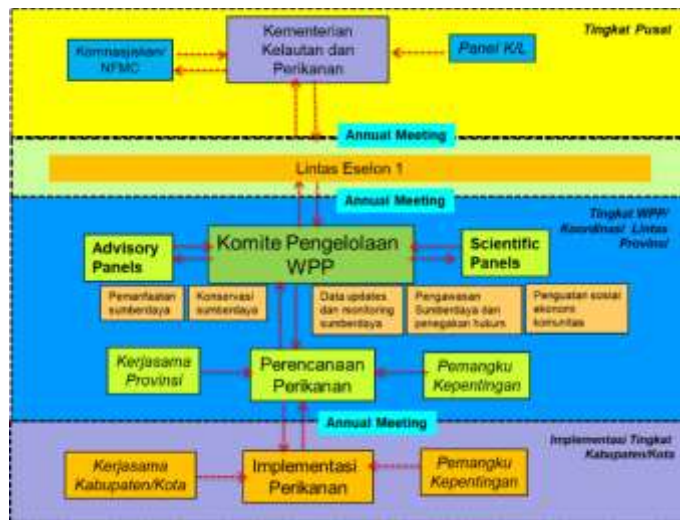 Tingkat Pusat
Kementerian
Kelautan dan
Perikanan
Komnasjiskan/
NFMC
Panel K/L
Annual Meeting
Lintas Eselon 1
Annual Meeting
Tingkat WPP/
Koordinasi Lintas
Provinsi
Advisory
Panels
Komite Pengelolaan
WPP
Scientific
Panels
Pemanfaatan
sumberdaya
Konservasi
sumberdaya
Data updates
dan monitoring
sumberdaya
Pengawasan
Sumberdaya dan
penegakan hukum
Penguatan sosial
ekonomi
komunitas
Kerjasama
Provinsi
Perencanaan
Perikanan
Pemangku
Kepentingan
Annual Meeting
Implementasi Tingkat
Kabupaten/Kota
Kerjasama
Kabupaten/Kota
Implementasi
Perikanan
Pemangku
Kepentingan